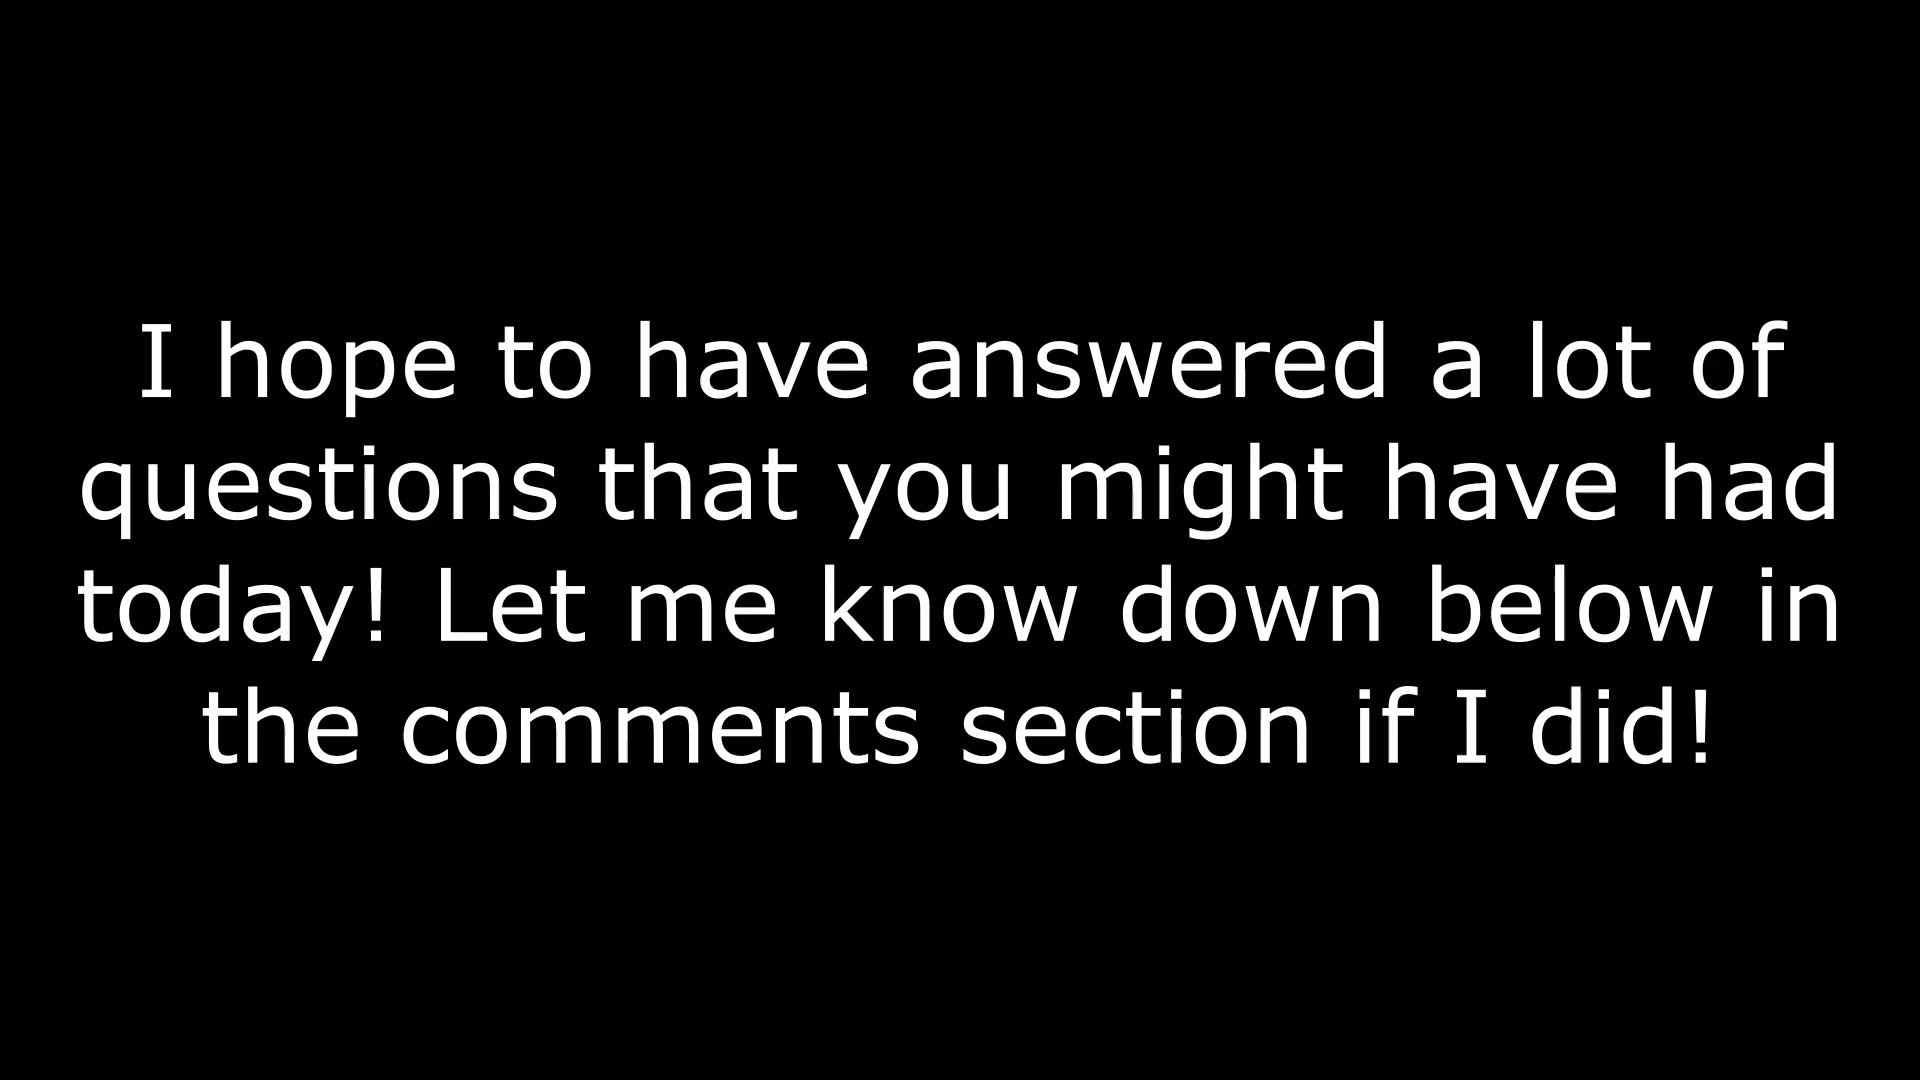 I hope to have answered a lot of
questions that you might have had
today! Let me know down below in
the comments section if I did!